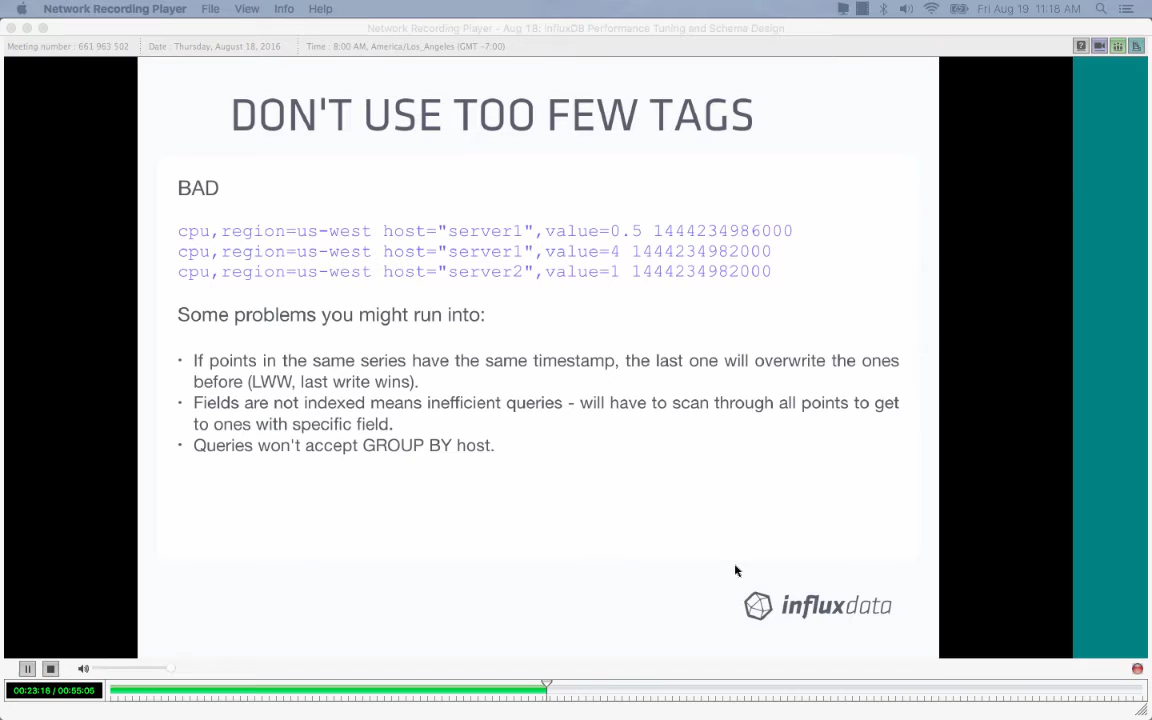 Network Recording Player File View Info Help Fri Aug 19 11:18 AM
Network Recording Player - Aug 18: InfluxDB Performance Tuning and Schema Design
Meeting number : 661 963 502 Date : Thursday, August 18, 2016 Time : 8:00 AM, America/Los_Angeles (GMT -7:00)
DON'T USE TOO FEW TAGS
BAD
cpu,region=us-west host="server1",value=0.5 1444234986000
cpu,region=us-west host="server1",value=4 1444234982000
cpu,region=us-west host="server2",value=1 1444234982000
Some problems you might run into:
· If points in the same series have the same timestamp, the last one will overwrite the ones
before (LWW, last write wins).
· Fields are not indexed means inefficient queries - will have to scan through all points to get
to ones with specific field.
· Queries won't accept GROUP BY host.
influxdata
00:23:16 / 00:55:05